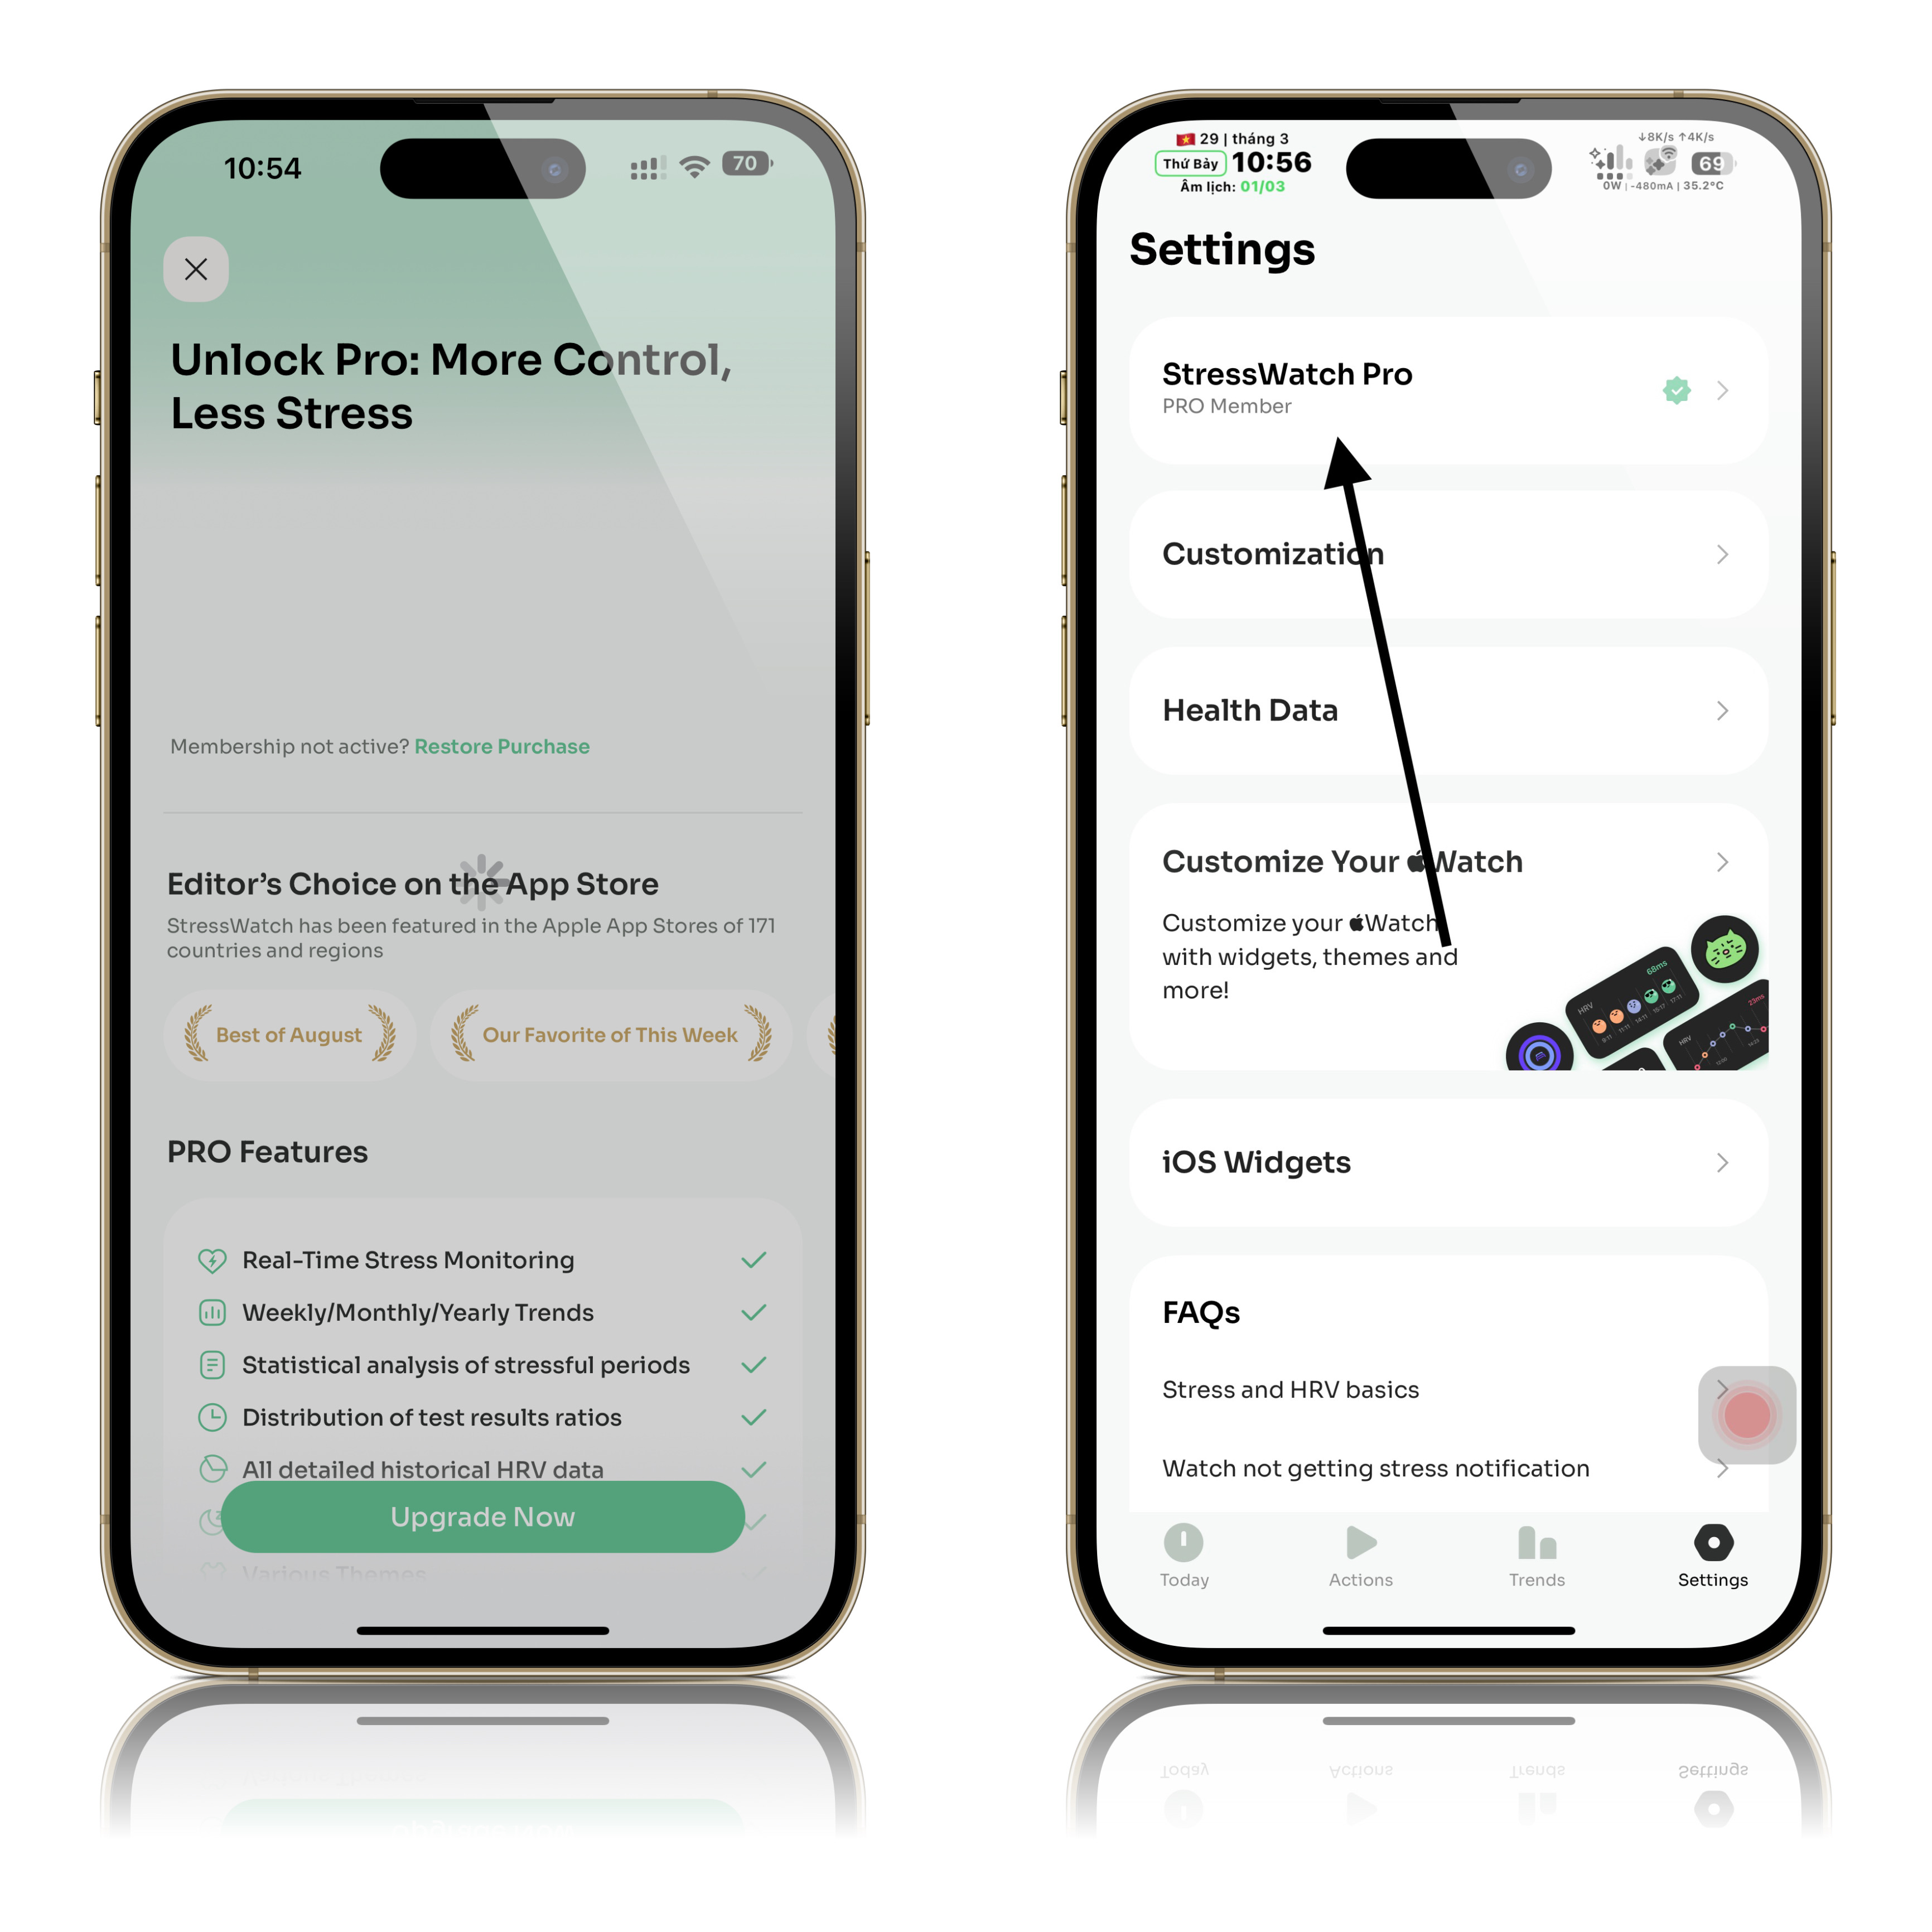 10:54
70
Unlock Pro: More Control,
Less Stress
Membership not active? Restore Purchase
Editor's Choice on the App Store
StressWatch has been featured in the Apple App Stores of 171
countries and regions
Best of August
Our Favorite of This Week
PRO Features
Real-Time Stress Monitoring
Weekly/Monthly/Yearly Trends
Statistical analysis of stressful periods
Distribution of test results ratios
All detailed historical HRV data
Upgrade Now
Various Themes
29 | tháng 3
Thứ Bảy 10:56
Âm lịch: 01/03
↓8K/s ↑4K/s
69
0W | -480mA | 35.2°C
Settings
StressWatch Pro
PRO Member
Customization
Health Data
Customize Your Watch
Customize your Watch
with widgets, themes and
more!
HRV
68ms
HRV
iOS Widgets
FAQs
Stress and HRV basics
Watch not getting stress notification
Today
Actions
Trends
Settings